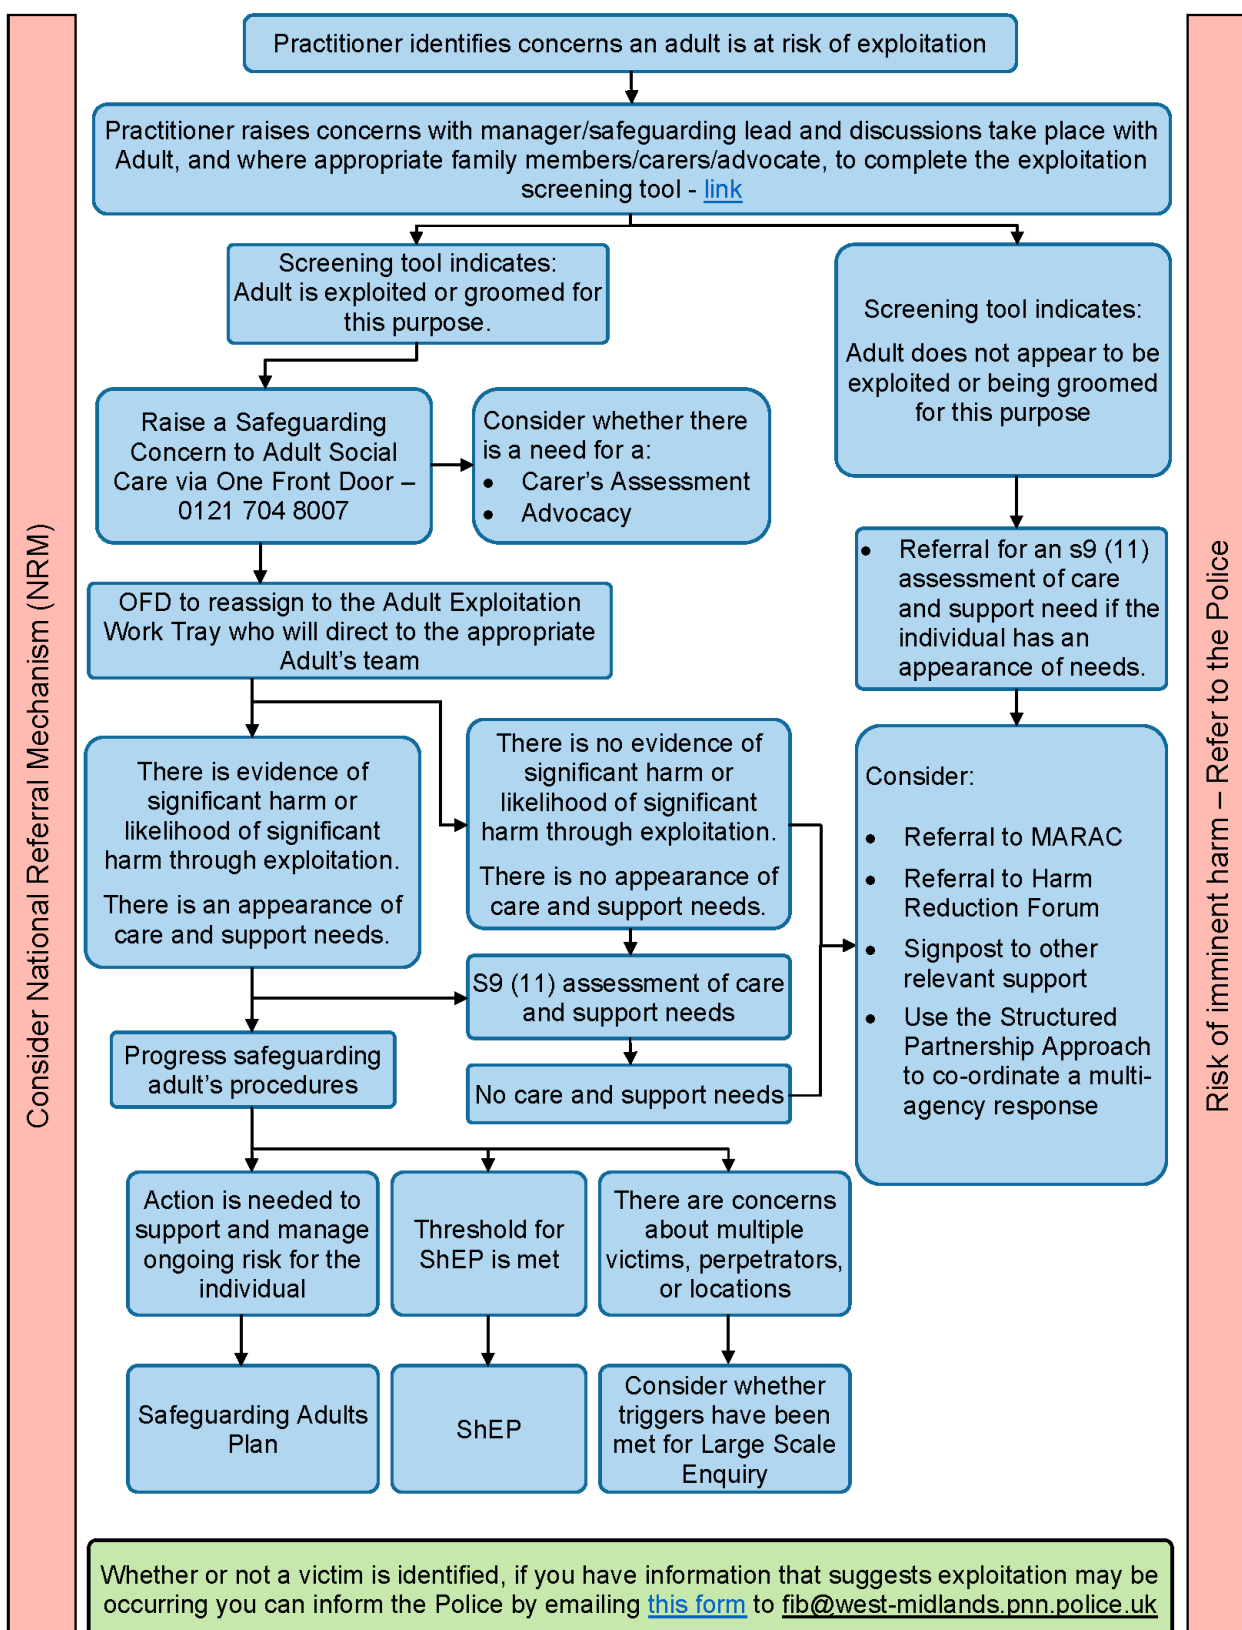 Practitioner identifies concerns an adult is at risk of exploitation
Practitioner raises concerns with manager/safeguarding lead and discussions take place with
Adult, and where appropriate family members/carers/advocate, to complete the exploitation
screening tool - link
Screening tool indicates:
Adult is exploited or groomed for
this purpose.
Screening tool indicates:
Adult does not appear to be
exploited or being groomed
for this purpose
Raise a Safeguarding
Concern to Adult Social
Care via One Front Door –
0121 704 8007
Consider whether there
is a need for a:
• Carer's Assessment
• Advocacy
• Referral for an s9 (11)
assessment of care
and support need if the
individual has an
appearance of needs.
OFD to reassign to the Adult Exploitation
Work Tray who will direct to the appropriate
Adult's team
There is evidence of
significant harm or
likelihood of significant
harm through exploitation.
There is an appearance of
care and support needs.
There is no evidence of
significant harm or
likelihood of significant
harm through exploitation.
There is no appearance of
care and support needs.
Consider:
• Referral to MARAC
• Referral to Harm
Reduction Forum
• Signpost to other
relevant support
• Use the Structured
Partnership Approach
to co-ordinate a multi-
agency response
S9 (11) assessment of care
and support needs
Progress safeguarding
adult's procedures
No care and support needs
Action is needed to
support and manage
ongoing risk for the
individual
Threshold for
ShEP is met
There are concerns
about multiple
victims, perpetrators,
or locations
Safeguarding Adults
Plan
ShEP
Consider whether
triggers have been
met for Large Scale
Enquiry
Consider National Referral Mechanism (NRM)
Risk of imminent harm – Refer to the Police
Whether or not a victim is identified, if you have information that suggests exploitation may be
occurring you can inform the Police by emailing this form to fib@west-midlands.pnn.police.uk